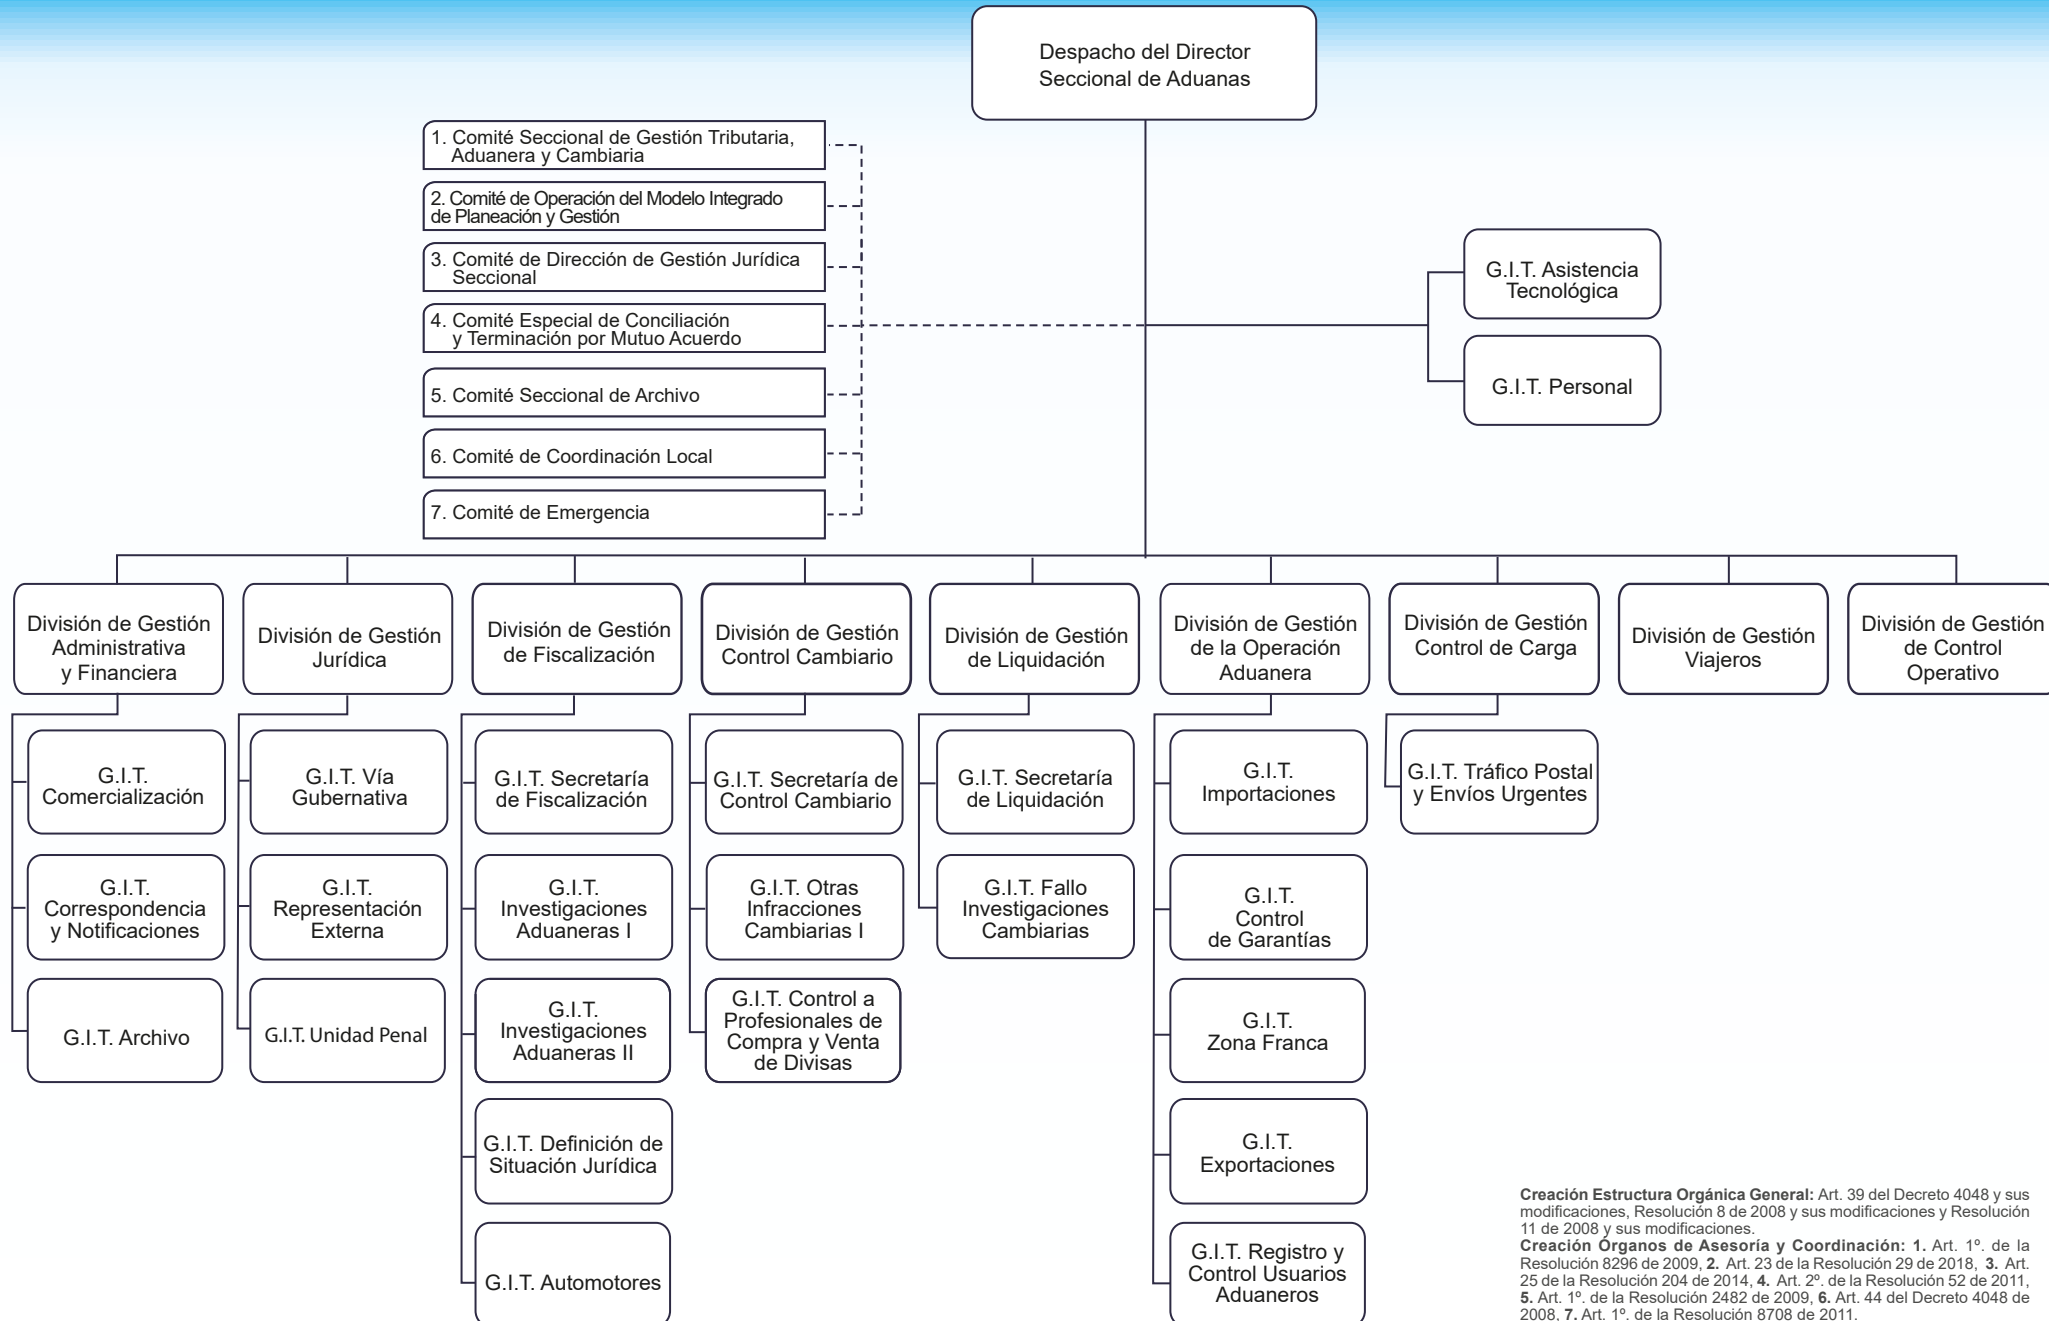 Despacho del Director
Seccional de Aduanas
1. Comité Seccional de Gestión Tributaria,
Aduanera y Cambiaria
2. Comité de Operación del Modelo Integrado
de Planeación y Gestión
3. Comité de Dirección de Gestión Jurídica
Seccional
4. Comité Especial de Conciliación
y Terminación por Mutuo Acuerdo
5. Comité Seccional de Archivo
6. Comité de Coordinación Local
7. Comité de Emergencia
G.I.T. Asistencia
Tecnológica
G.I.T. Personal
División de Gestión
Administrativa
y Financiera
División de Gestión
Jurídica
División de Gestión
de Fiscalización
División de Gestión
Control Cambiario
División de Gestión
de Liquidación
División de Gestión
de la Operación
Aduanera
División de Gestión
Control de Carga
División de Gestión
Viajeros
División de Gestión
de Control
Operativo
G.I.T.
Comercialización
G.I.T.
Correspondencia
y Notificaciones
G.I.T. Archivo
G.I.T. Vía
Gubernativa
G.I.T.
Representación
Externa
G.I.T. Unidad Penal
G.I.T. Secretaría
de Fiscalización
G.I.T.
Investigaciones
Aduaneras I
G.I.T.
Investigaciones
Aduaneras II
G.I.T. Definición de
Situación Jurídica
G.I.T. Automotores
G.I.T. Secretaría de
Control Cambiario
G.I.T. Otras
Infracciones
Cambiarias I
G.I.T. Control a
Profesionales de
Compra y Venta
de Divisas
G.I.T. Secretaría
de Liquidación
G.I.T. Fallo
Investigaciones
Cambiarias
G.I.T.
Importaciones
G.I.T.
Control
de Garantías
G.I.T.
Zona Franca
G.I.T.
Exportaciones
G.I.T. Registro y
Control Usuarios
Aduaneros
G.I.T. Tráfico Postal
y Envíos Urgentes
Creación Estructura Orgánica General: Art. 39 del Decreto 4048 y sus
modificaciones, Resolución 8 de 2008 y sus modificaciones y Resolución
11 de 2008 y sus modificaciones.
Creación Órganos de Asesoría y Coordinación: 1. Art. 1º. de la
Resolución 8296 de 2009, 2. Art. 23 de la Resolución 29 de 2018, 3. Art.
25 de la Resolución 204 de 2014, 4. Art. 2º. de la Resolución 52 de 2011,
5. Art. 1º. de la Resolución 2482 de 2009, 6. Art. 44 del Decreto 4048 de
2008, 7. Art. 1º. de la Resolución 8708 de 2011.